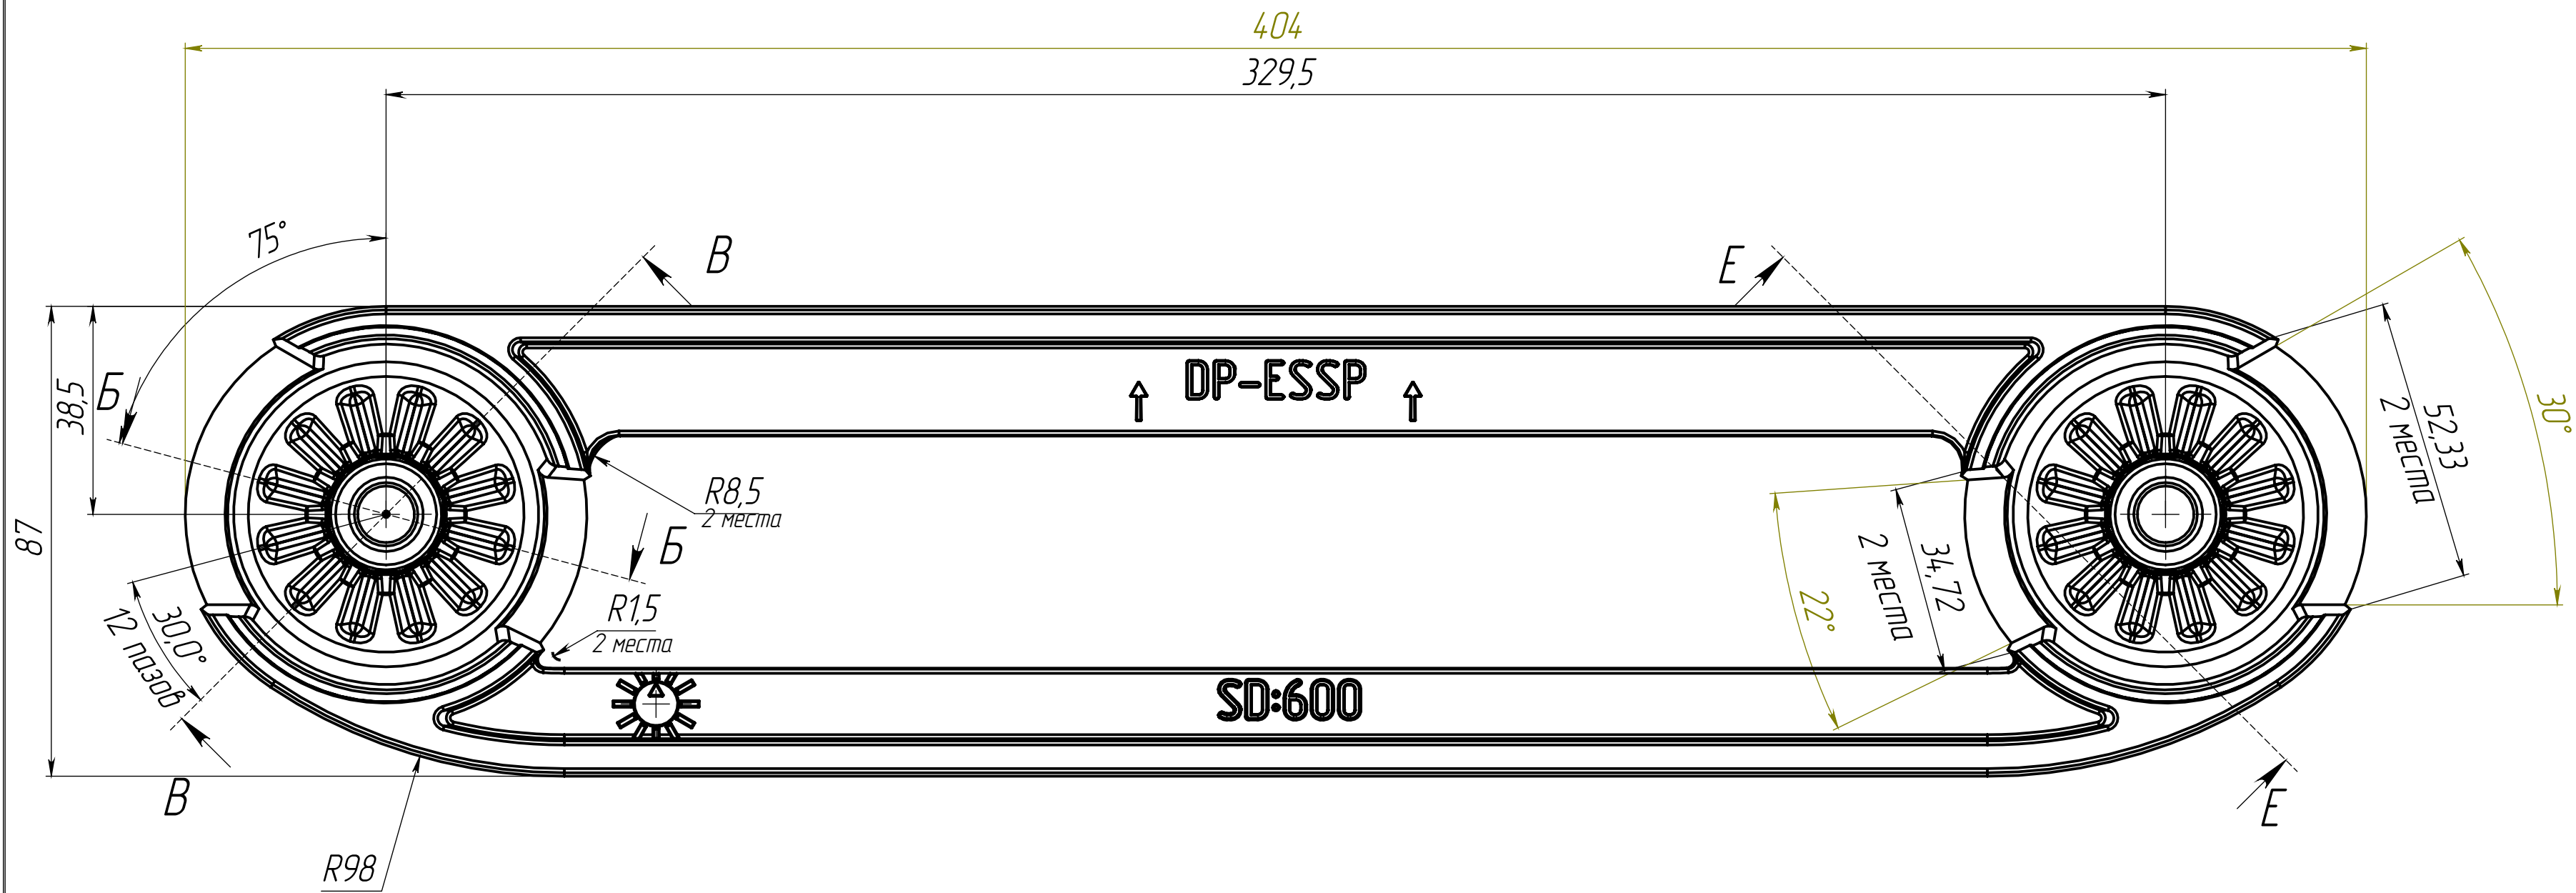 404
329,5
75°
В
Е
38,5
Б
DP-ESSP
30°
52,33
2 места
R8,5
2 места
87
Б
34,72
2 места
22°
R1,5
2 места
30,0°
12 пазов
SD:600
В
Е
R98